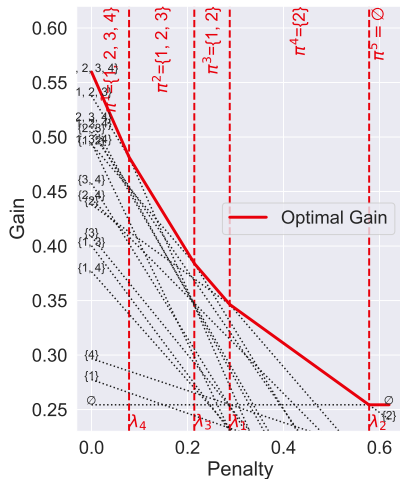 π²={1, 2, 3}
π³={1, 2}
π⁴={2}
π⁵=∅
0.60
0.55
0.50
0.45
0.40
0.35
0.30
0.25
Gain
, 2, 3, 4}
1, 2, 3}
{3, 4}
{2, 4}
{2}
{3}
{1, 3}
{1, 4}
{4}
{1}
∅
Optimal Gain
∅
{2}
λ₄
λ₃
λ₁
λ₂
0.0
0.2
0.4
0.6
Penalty